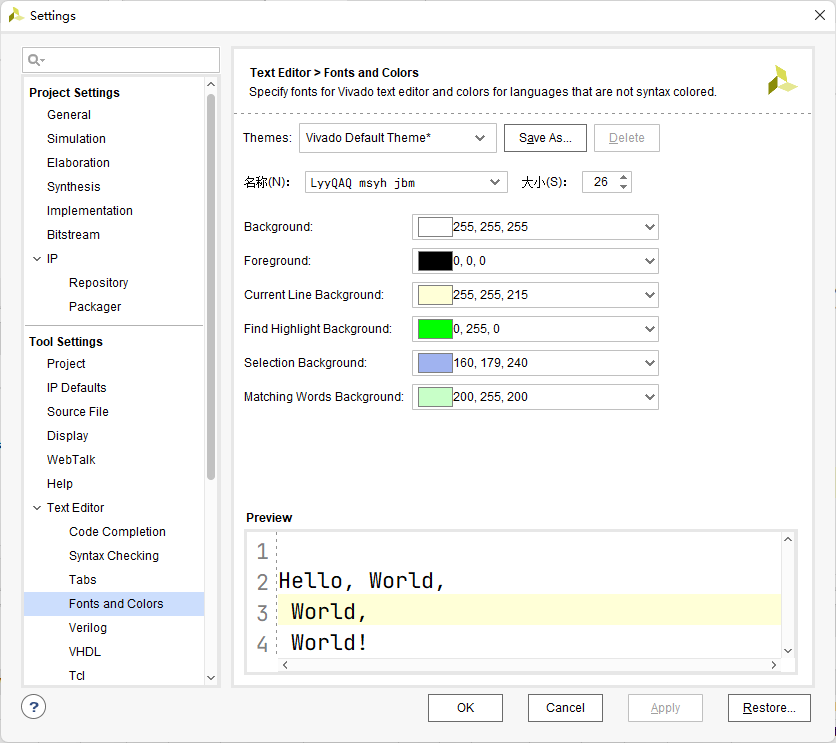 Settings
Project Settings
General
Simulation
Elaboration
Synthesis
Implementation
Bitstream
IP
Repository
Packager
Tool Settings
Project
IP Defaults
Source File
Display
WebTalk
Help
Text Editor
Code Completion
Syntax Checking
Tabs
Fonts and Colors
Verilog
VHDL
Tcl
Text Editor > Fonts and Colors
Specify fonts for Vivado text editor and colors for languages that are not syntax colored.
Themes: Vivado Default Theme* Save As... Delete
名称(N): LyyQAQ msyh jbm 大小(S): 26
Background: 255, 255, 255
Foreground: 0, 0, 0
Current Line Background: 255, 255, 215
Find Highlight Background: 0, 255, 0
Selection Background: 160, 179, 240
Matching Words Background: 200, 255, 200
Preview
1
2 Hello, World,
3 World,
4 World!
? OK Cancel Apply Restore...